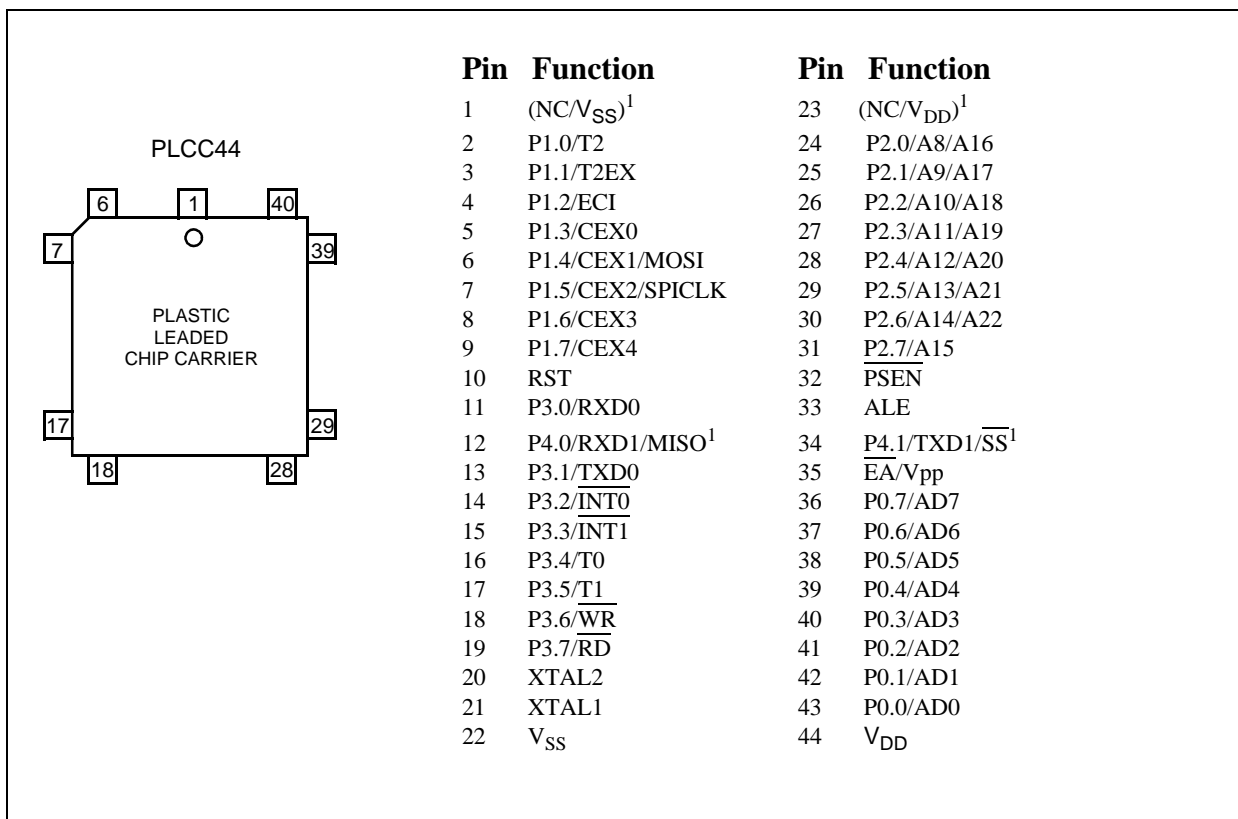 PLCC44
6
1
40
7
39
PLASTIC
LEADED
CHIP CARRIER
17
29
18
28
Pin Function
1 (NC/VSS)1
2 P1.0/T2
3 P1.1/T2EX
4 P1.2/ECI
5 P1.3/CEX0
6 P1.4/CEX1/MOSI
7 P1.5/CEX2/SPICLK
8 P1.6/CEX3
9 P1.7/CEX4
10 RST
11 P3.0/RXD0
12 P4.0/RXD1/MISO1
13 P3.1/TXD0
14 P3.2/INT0
15 P3.3/INT1
16 P3.4/T0
17 P3.5/T1
18 P3.6/WR
19 P3.7/RD
20 XTAL2
21 XTAL1
22 VSS
Pin Function
23 (NC/VDD)1
24 P2.0/A8/A16
25 P2.1/A9/A17
26 P2.2/A10/A18
27 P2.3/A11/A19
28 P2.4/A12/A20
29 P2.5/A13/A21
30 P2.6/A14/A22
31 P2.7/A15
32 PSEN
33 ALE
34 P4.1/TXD1/SS1
35 EA/Vpp
36 P0.7/AD7
37 P0.6/AD6
38 P0.5/AD5
39 P0.4/AD4
40 P0.3/AD3
41 P0.2/AD2
42 P0.1/AD1
43 P0.0/AD0
44 VDD